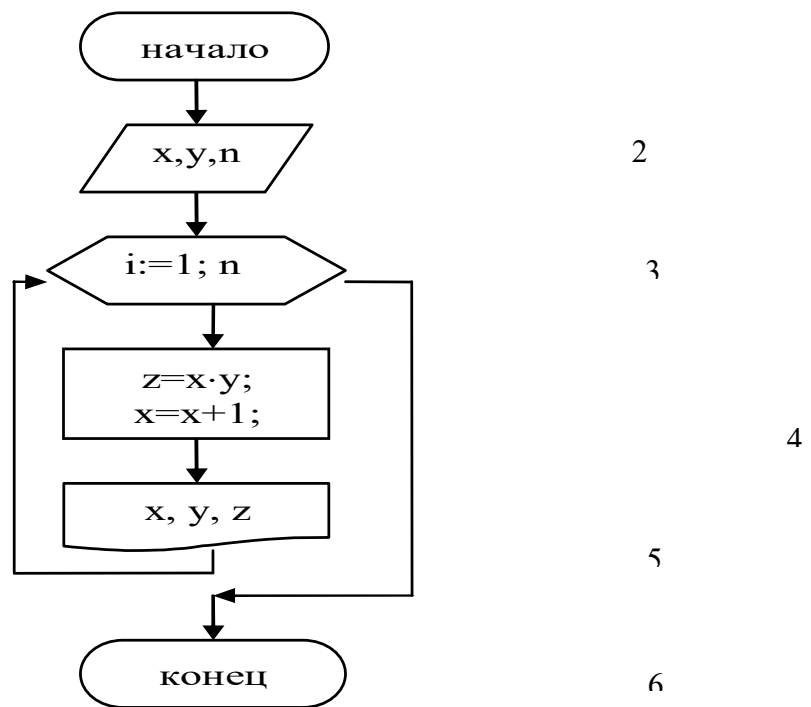 начало
x,y,n
2
i:=1; n
3
z=x·y;
x=x+1;
4
x, y, z
5
конец
6